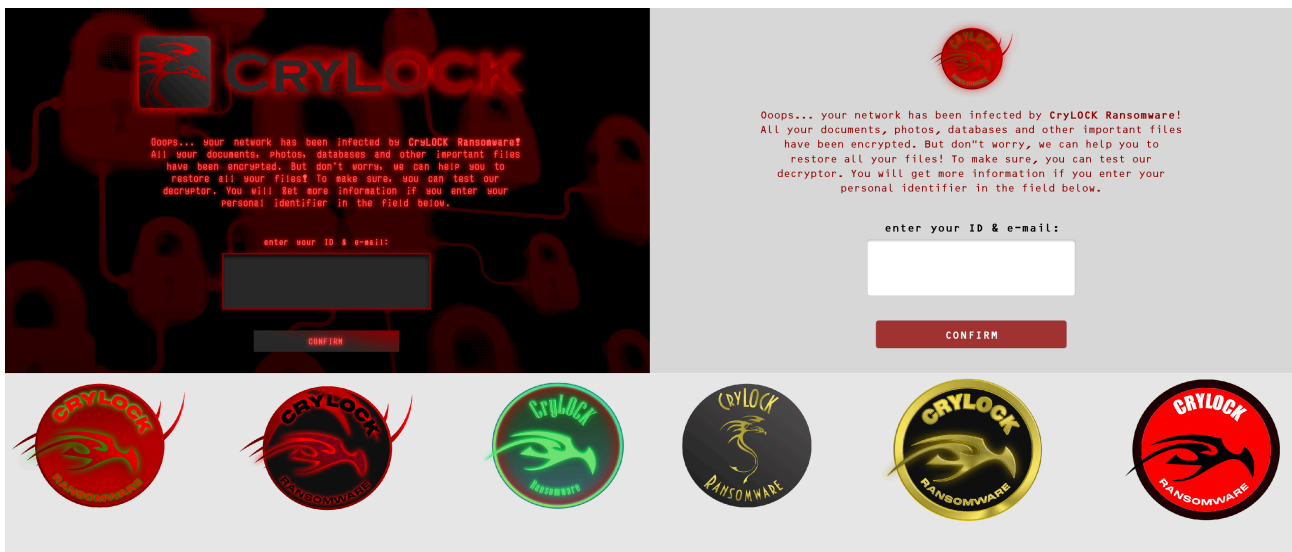 CRYLOCK
Ooops... your network has been infected by CryLOCK Ransomware!
All your documents, photos, databases and other important files
have been encrypted. But don't worry, we can help you to
restore all your files! To make sure, you can test our
decryptor. You will get more information if you enter your
personal identifier in the field below.
enter your ID & e-mail:
CONFIRM
CRYLOCK
RANSOMWARE
Ooops... your network has been infected by CryLOCK Ransomware!
All your documents, photos, databases and other important files
have been encrypted. But don"t worry, we can help you to
restore all your files! To make sure, you can test our
decryptor. You will get more information if you enter your
personal identifier in the field below.
enter your ID & e-mail:
CONFIRM
CRYLOCK
RANSOMWARE
CRYLOCK
RANSOMWARE
CryLOCK
Ransomware
CRYLOCK
RANSOMWARE
CRYLOCK
RANSOMWARE
CRYLOCK
RANSOMWARE